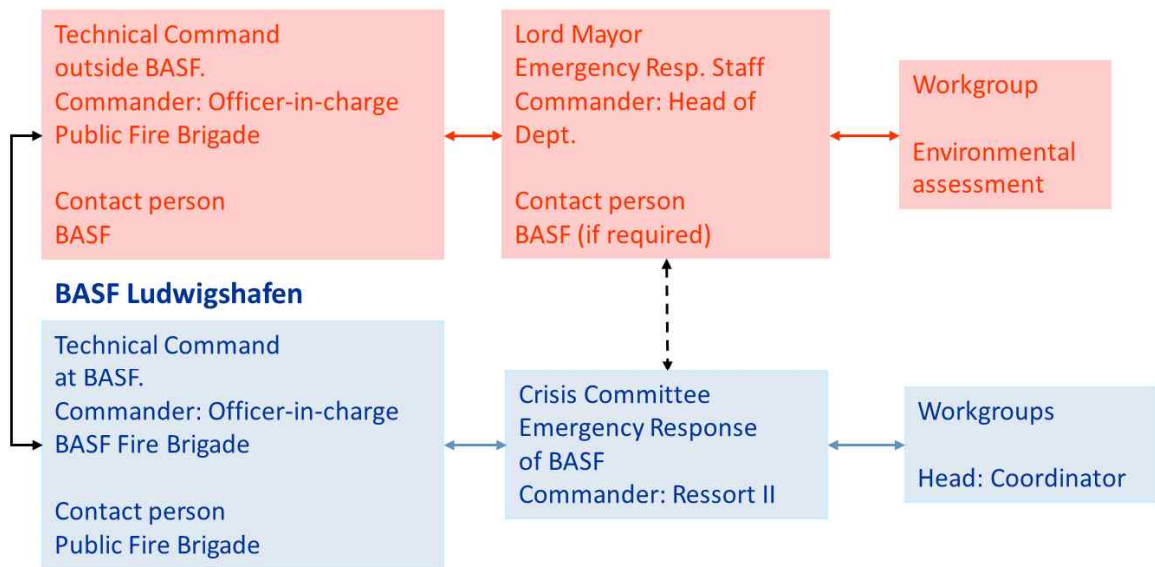 Technical Command
outside BASF.
Commander: Officer-in-charge
Public Fire Brigade
Contact person
BASF
Lord Mayor
Emergency Resp. Staff
Commander: Head of
Dept.
Contact person
BASF (if required)
Workgroup
Environmental
assessment
BASF Ludwigshafen
Technical Command
at BASF.
Commander: Officer-in-charge
BASF Fire Brigade
Contact person
Public Fire Brigade
Crisis Committee
Emergency Response
of BASF
Commander: Ressort II
Workgroups
Head: Coordinator